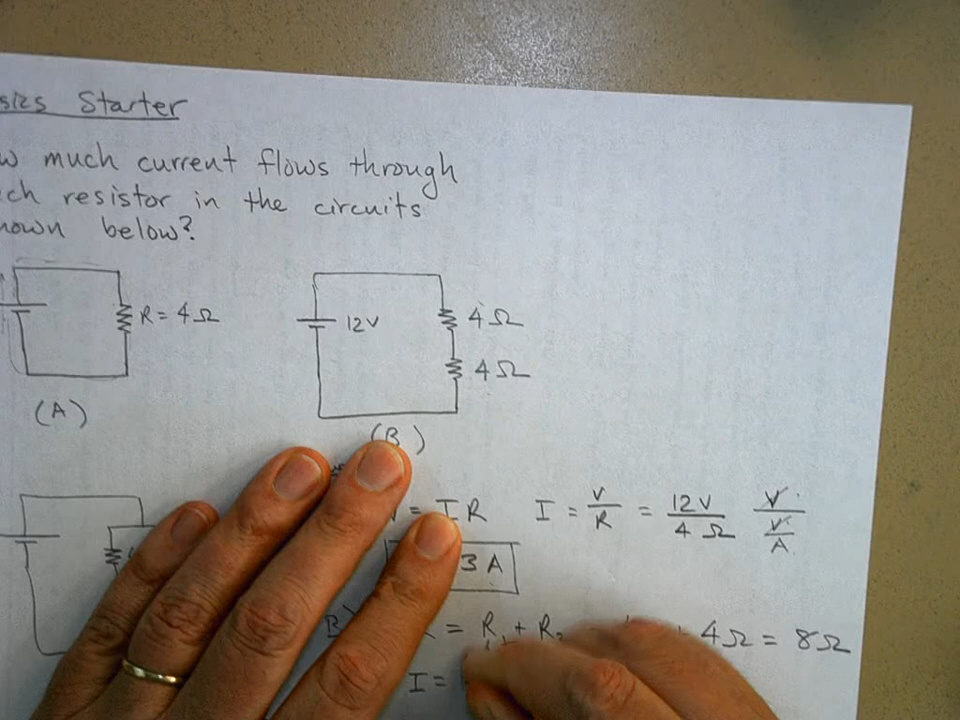 Starter
much current flows through
resistor in the circuits
below?
R = 4Ω
12V
4Ω
4Ω
(A)
(B)
= IR I = V/R = 12V/4Ω V/(V/A)
3 A
B) = R₁ + R₂ + 4Ω = 8Ω
I =